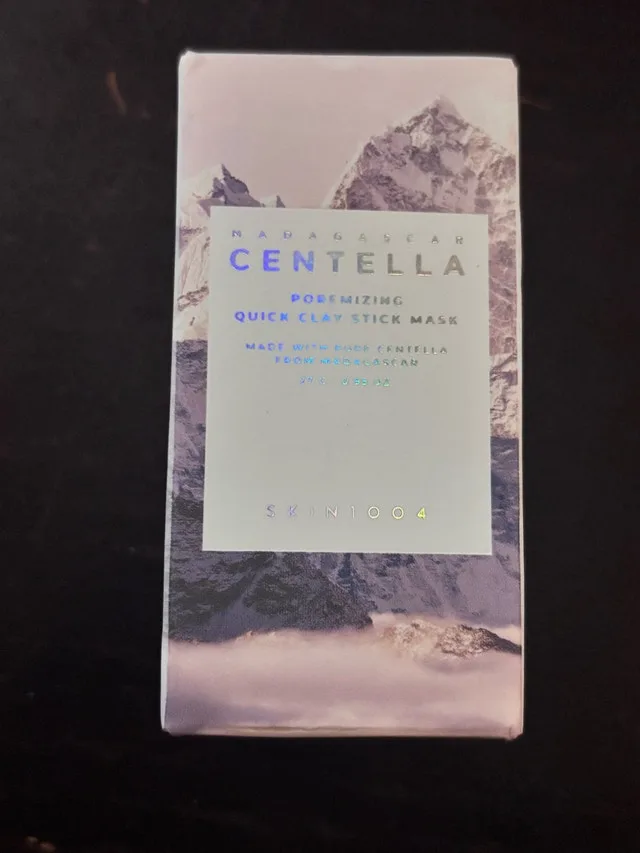 MADAGASCAR
CENTELLA
POREMIZING
QUICK CLAY STICK MASK
MADE WITH PURE CENTELLA
FROM MADAGASCAR
SKIN1004